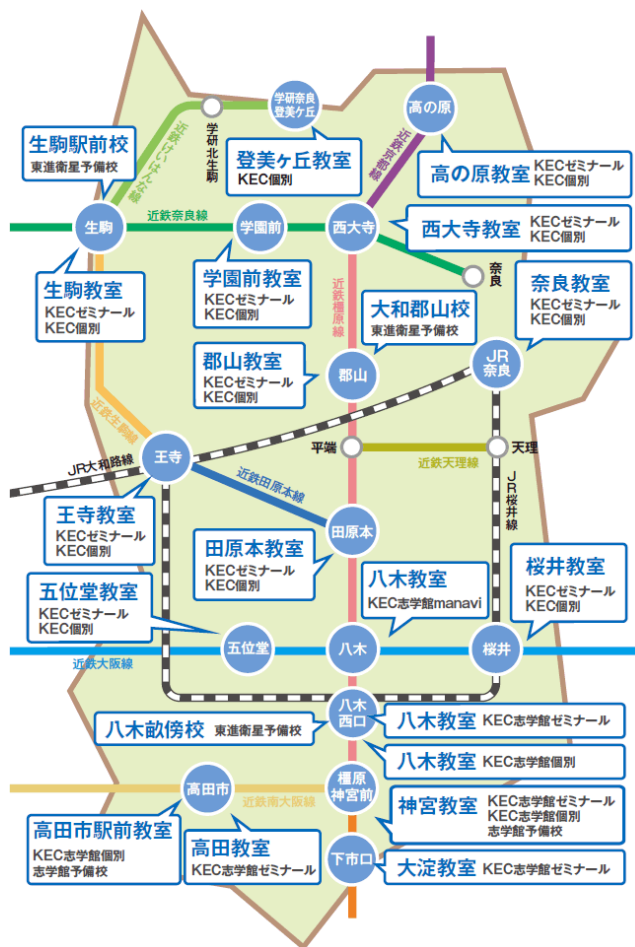 学研奈良
登美ケ丘
高の原
学研北生駒
近鉄けいはんな線
近鉄京都線
生駒駅前校
東進衛星予備校
登美ヶ丘教室
KEC個別
高の原教室
KECゼミナール
KEC個別
生駒
近鉄奈良線
学園前
西大寺
西大寺教室
KECゼミナール
KEC個別
奈良
生駒教室
KECゼミナール
KEC個別
学園前教室
KECゼミナール
KEC個別
近鉄橿原線
大和郡山校
東進衛星予備校
奈良教室
KECゼミナール
KEC個別
郡山教室
KECゼミナール
KEC個別
郡山
JR
奈良
近鉄生駒線
平端
近鉄天理線
天理
JR大和路線
王寺
近鉄田原本線
JR桜井線
王寺教室
KECゼミナール
KEC個別
田原本
田原本教室
KECゼミナール
KEC個別
八木教室
KEC志学館manavi
桜井教室
KECゼミナール
KEC個別
五位堂教室
KECゼミナール
KEC個別
近鉄大阪線
五位堂
八木
桜井
八木
西口
八木畝傍校 東進衛星予備校
八木教室 KEC志学館ゼミナール
八木教室 KEC志学館個別
高田市
近鉄南大阪線
橿原
神宮前
神宮教室 KEC志学館ゼミナール
KEC志学館個別
志学館予備校
高田市駅前教室
KEC志学館個別
志学館予備校
高田教室
KEC志学館ゼミナール
下市口
大淀教室 KEC志学館ゼミナール